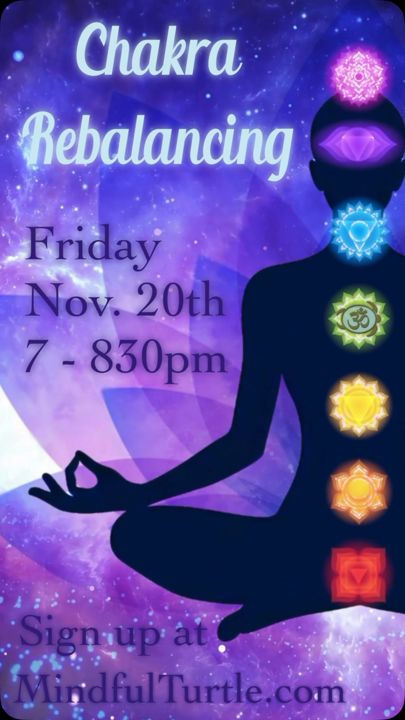 Chakra
Rebalancing
Friday
Nov. 20th
7 - 830pm
ॐ
Sign up at
MindfulTurtle.com